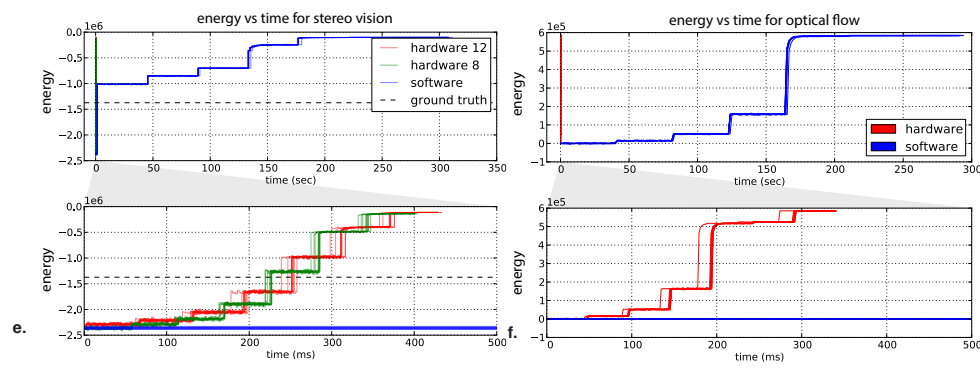 energy vs time for stereo vision
1e6
0.0
−0.5
−1.0
−1.5
−2.0
−2.5
energy
hardware 12
hardware 8
software
ground truth
0 50 100 150 200 250 300 350
time (sec)
energy vs time for optical flow
1e5
6
5
4
3
2
1
0
−1
energy
hardware
software
0 50 100 150 200 250 300
time (sec)
1e6
0.0
−0.5
−1.0
−1.5
−2.0
−2.5
energy
0 100 200 300 400 500
time (ms)
e.
1e5
6
5
4
3
2
1
0
−1
energy
0 100 200 300 400 500
time (ms)
f.